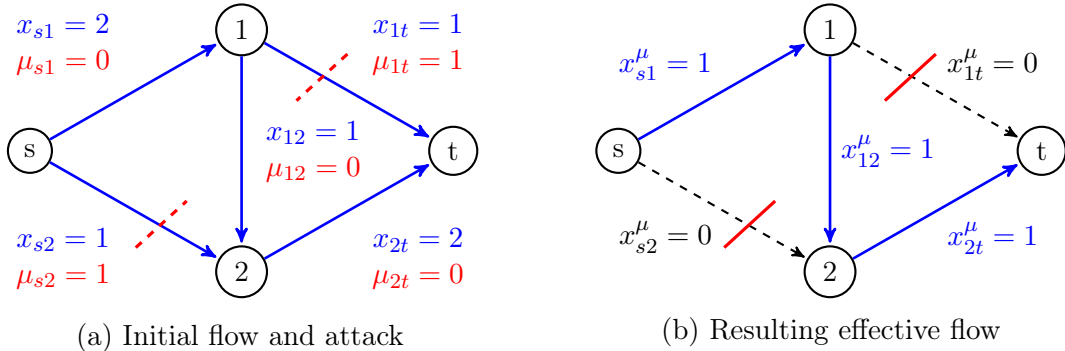 x_{s1} = 2
μ_{s1} = 0
1
x_{1t} = 1
μ_{1t} = 1
s
x_{12} = 1
μ_{12} = 0
t
x_{s2} = 1
μ_{s2} = 1
2
x_{2t} = 2
μ_{2t} = 0
(a) Initial flow and attack
x^μ_{s1} = 1
1
x^μ_{1t} = 0
s
x^μ_{12} = 1
t
x^μ_{s2} = 0
2
x^μ_{2t} = 1
(b) Resulting effective flow